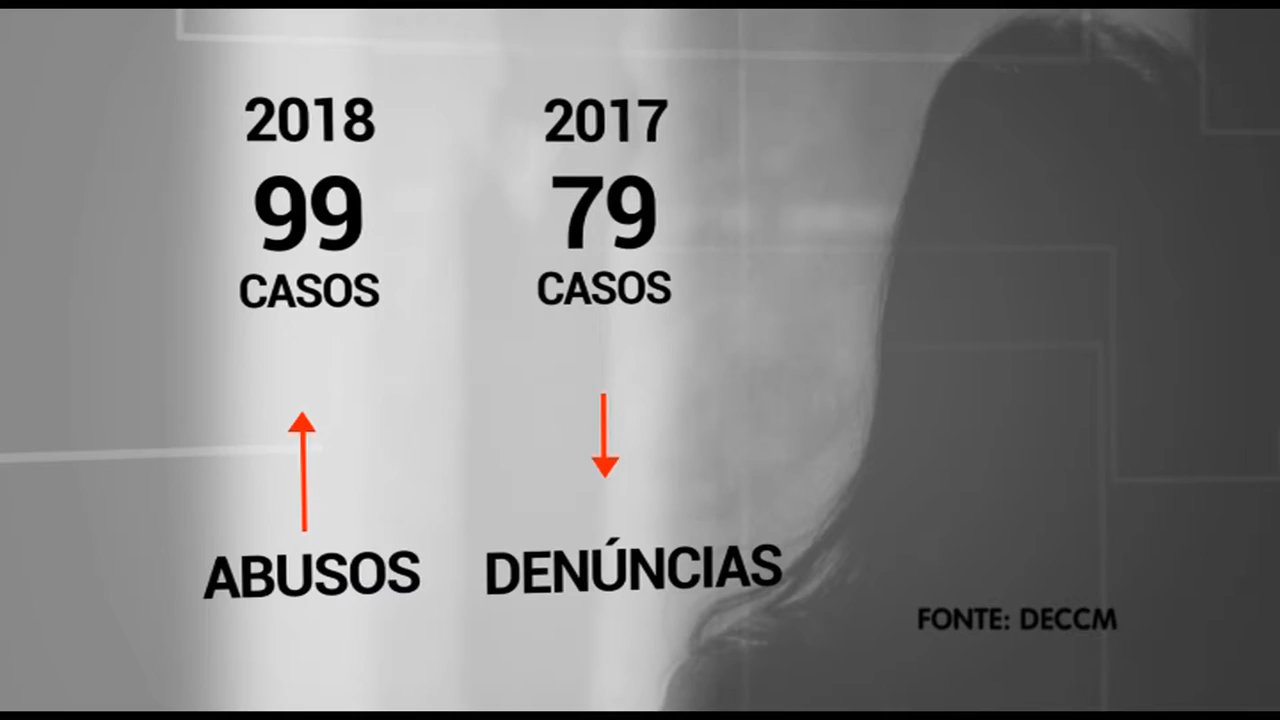 2018
99
CASOS
2017
79
CASOS
ABUSOS
DENÚNCIAS
FONTE: DECCM